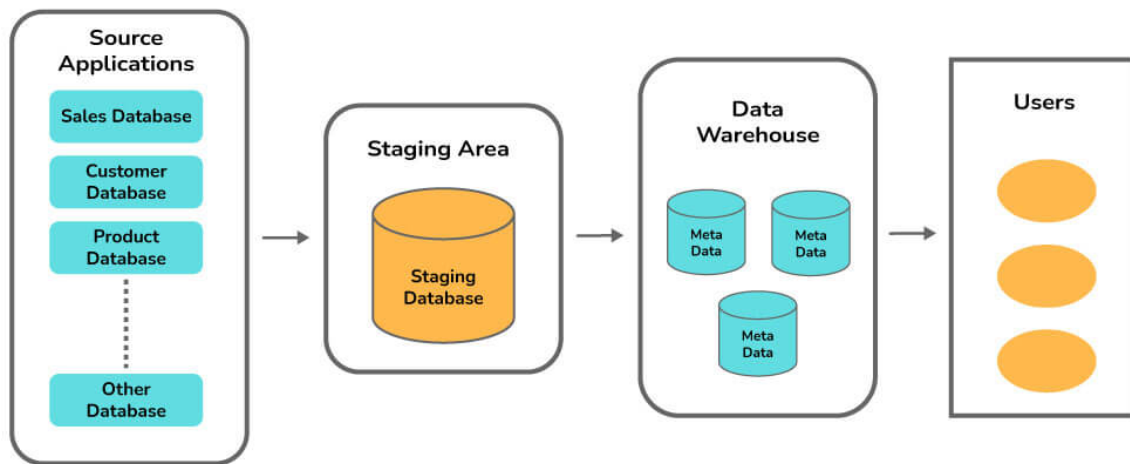 Source
Applications
Sales Database
Customer
Database
Product
Database
Other
Database
Staging Area
Staging
Database
Data
Warehouse
Meta
Data
Meta
Data
Meta
Data
Users